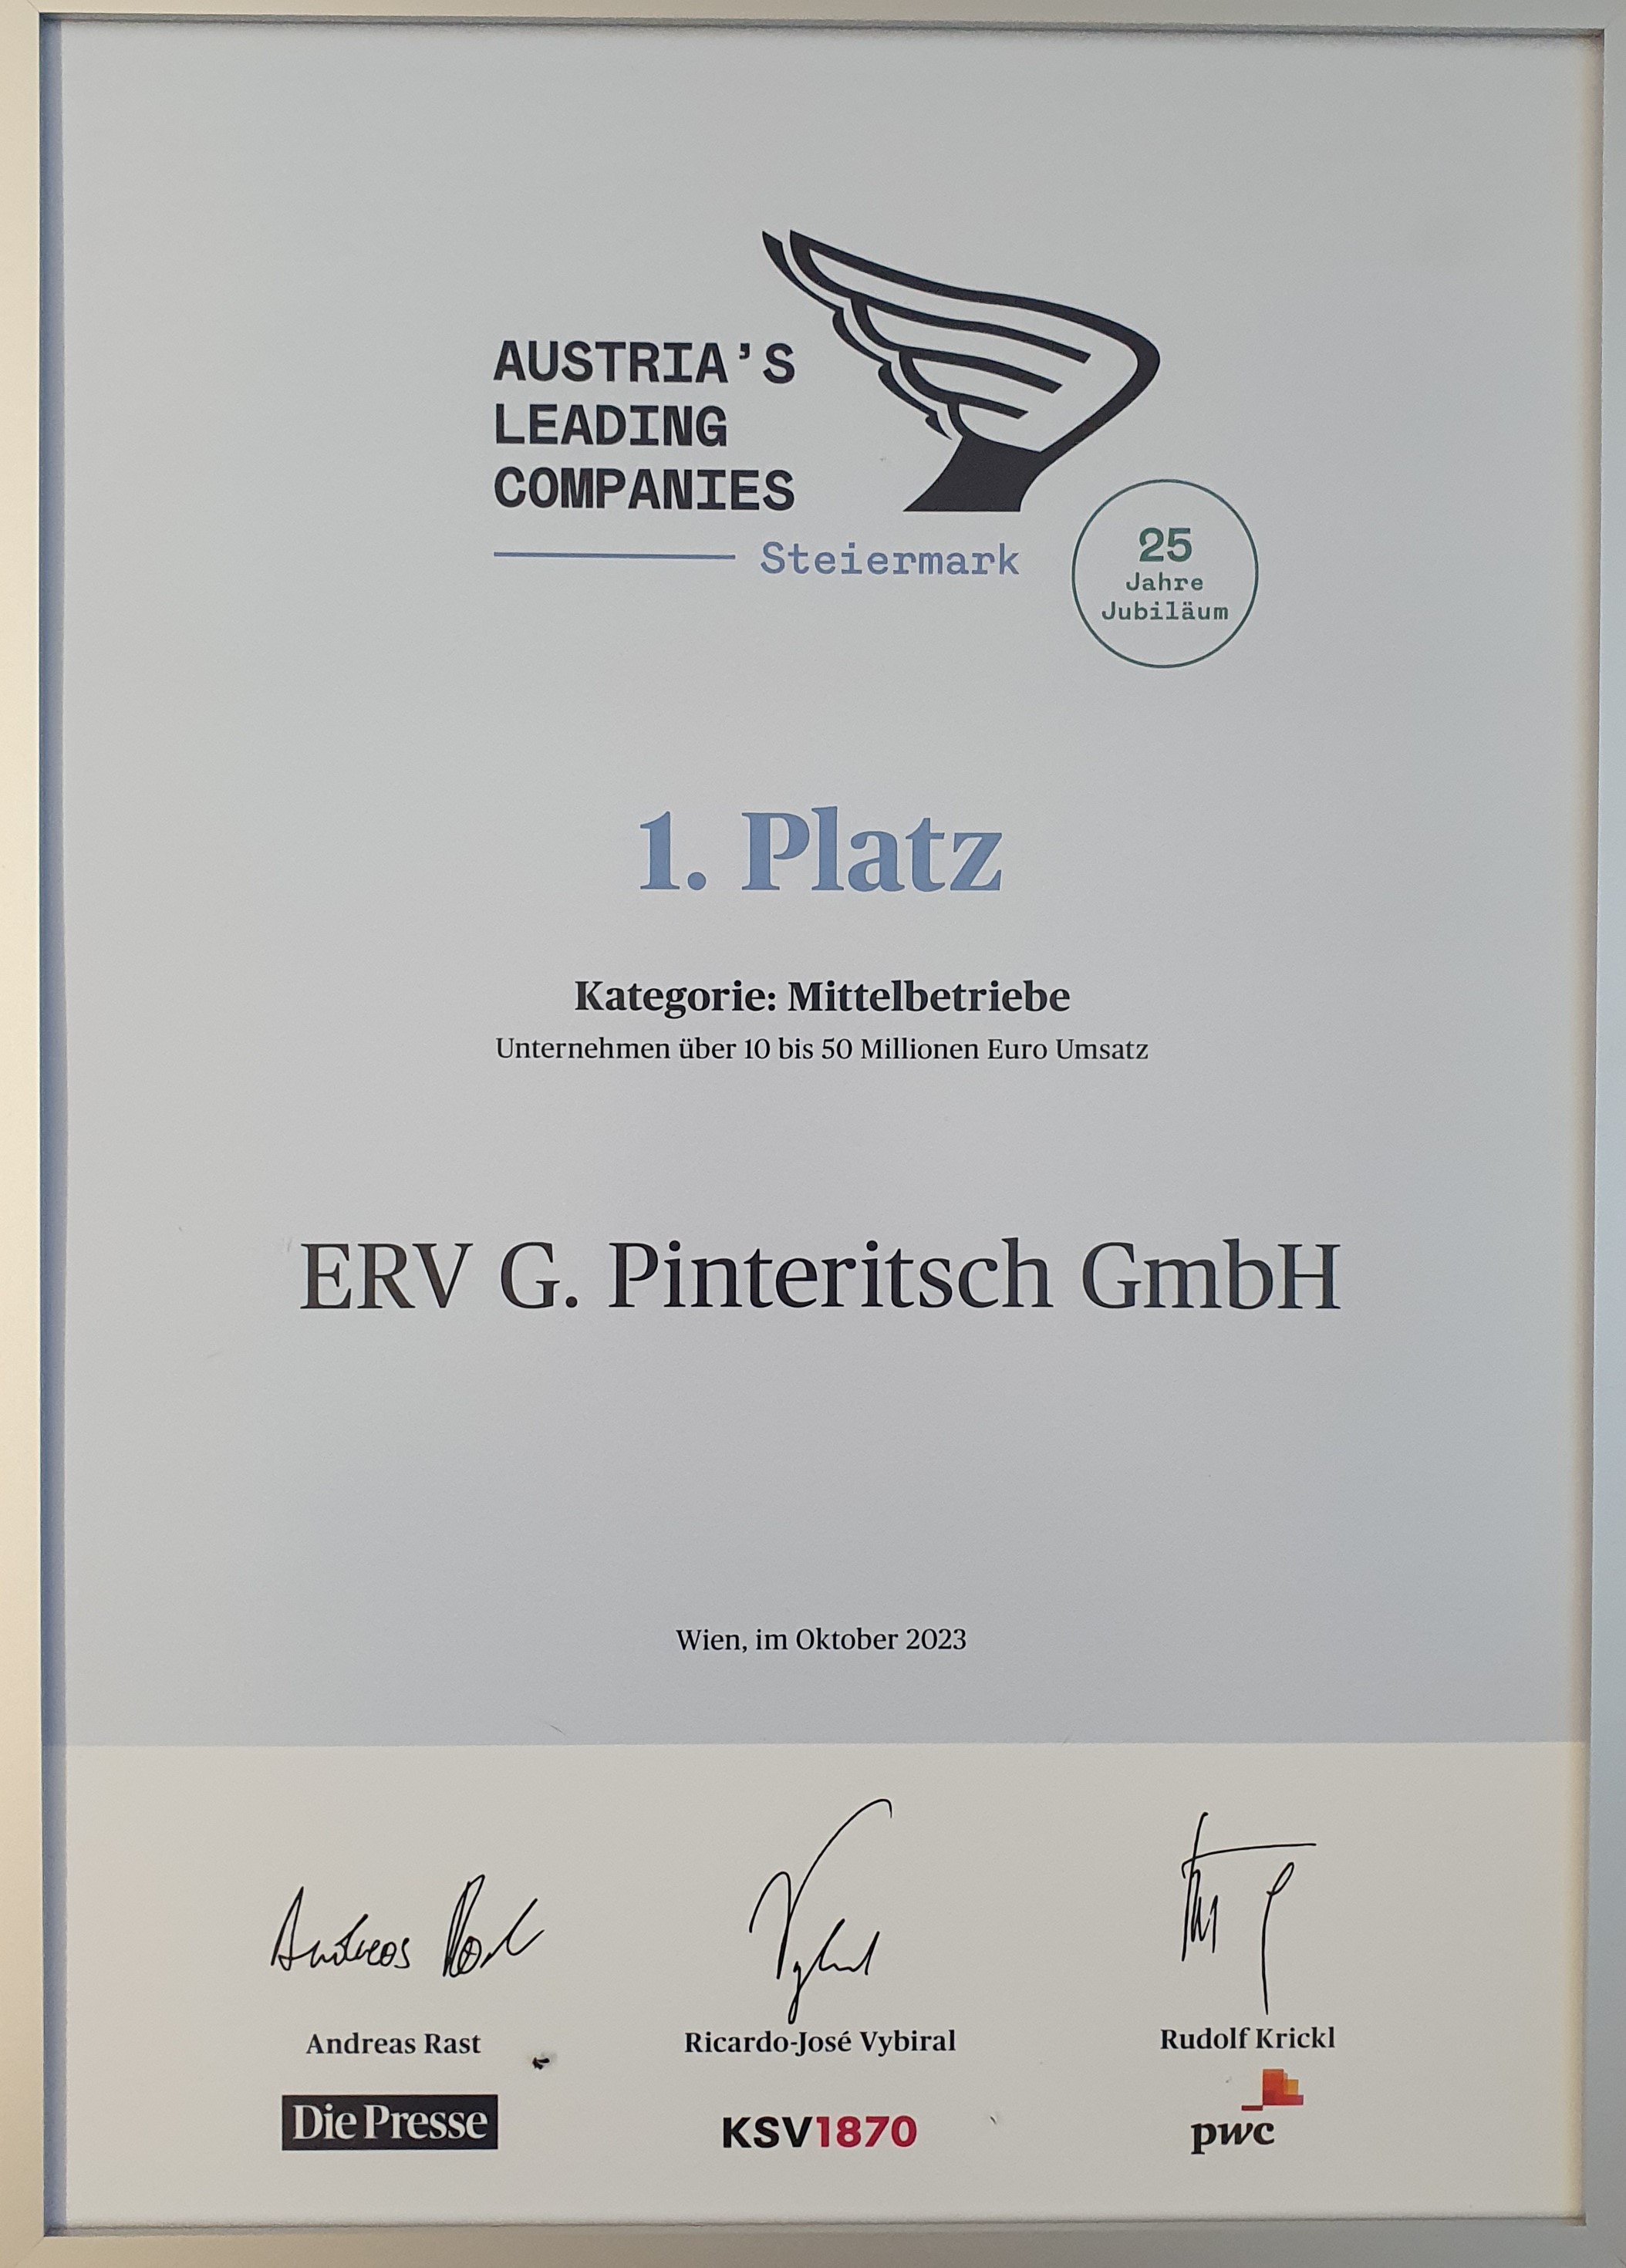 AUSTRIA'S
LEADING
COMPANIES
Steiermark
25
Jahre
Jubiläum
1. Platz
Kategorie: Mittelbetriebe
Unternehmen über 10 bis 50 Millionen Euro Umsatz
ERV G. Pinteritsch GmbH
Wien, im Oktober 2023
Andreas Rast
Ricardo-José Vybiral
Rudolf Krickl
Die Presse
KSV1870
pwc